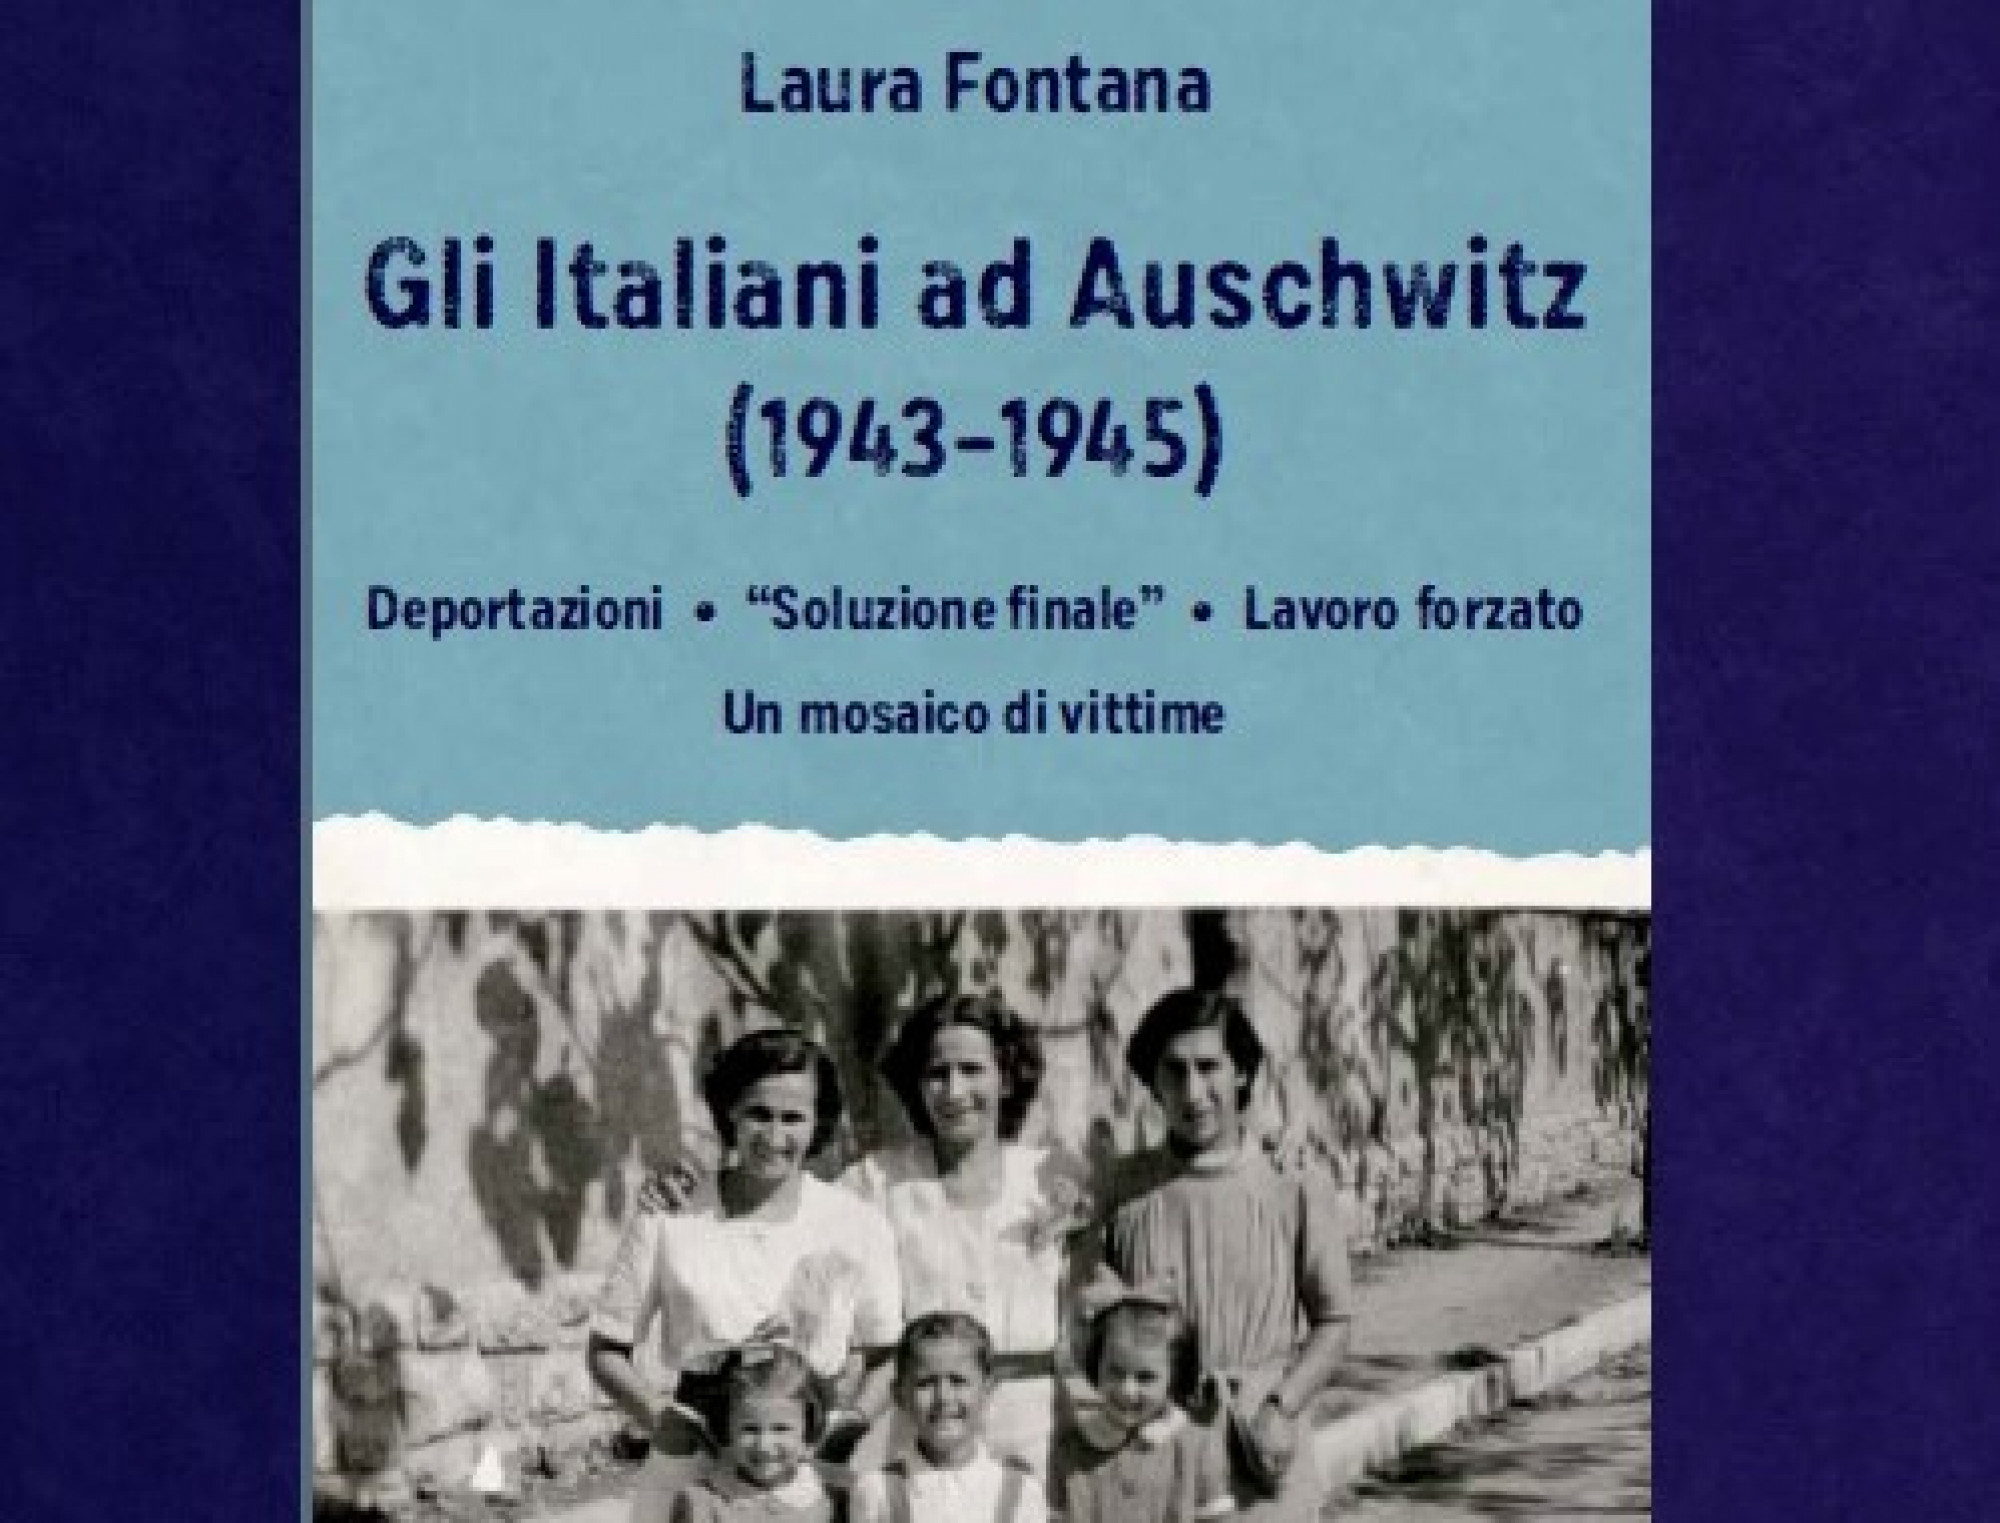 Laura Fontana
Gli Italiani ad Auschwitz
(1943-1945)
Deportazioni • “Soluzione finale” • Lavoro forzato
Un mosaico di vittime